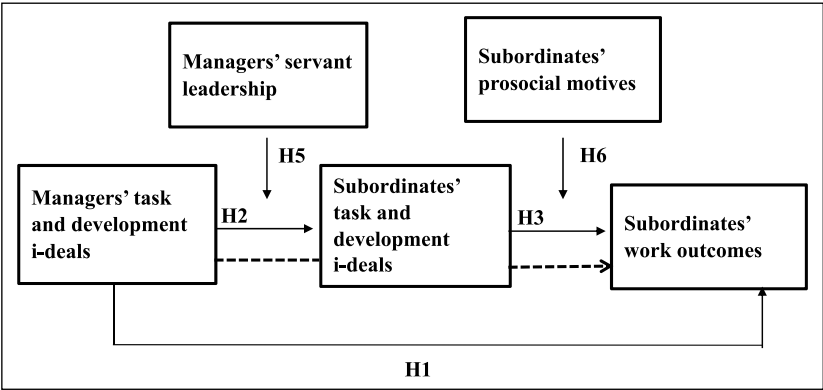 Managers’ servant
leadership
Subordinates’
prosocial motives
H5
H6
Managers’ task
and development
i-deals
H2
Subordinates’
task and
development
i-deals
H3
Subordinates’
work outcomes
H1